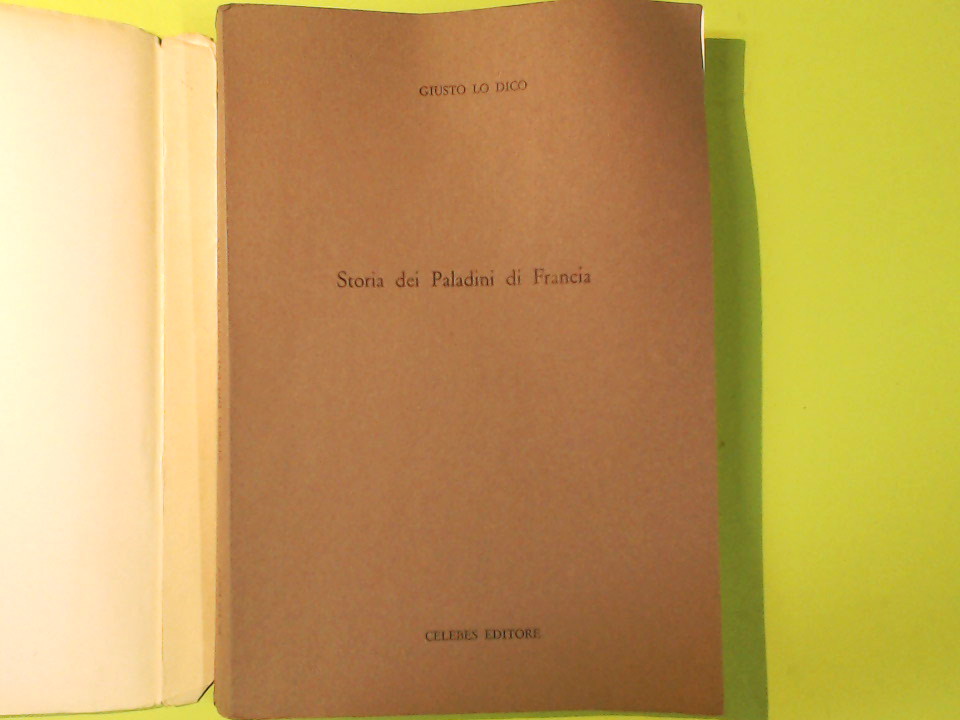 GIUSTO LO DICO
Storia dei Paladini di Francia
CELEBES EDITORE